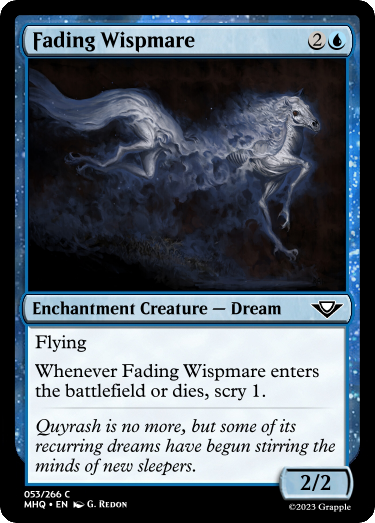 Fading Wispmare 2
Enchantment Creature — Dream
Flying
Whenever Fading Wispmare enters
the battlefield or dies, scry 1.
Quyrash is no more, but some of its
recurring dreams have begun stirring the
minds of new sleepers.
2/2
053/266 C
MHQ • EN G. Redon
©2023 Grapple